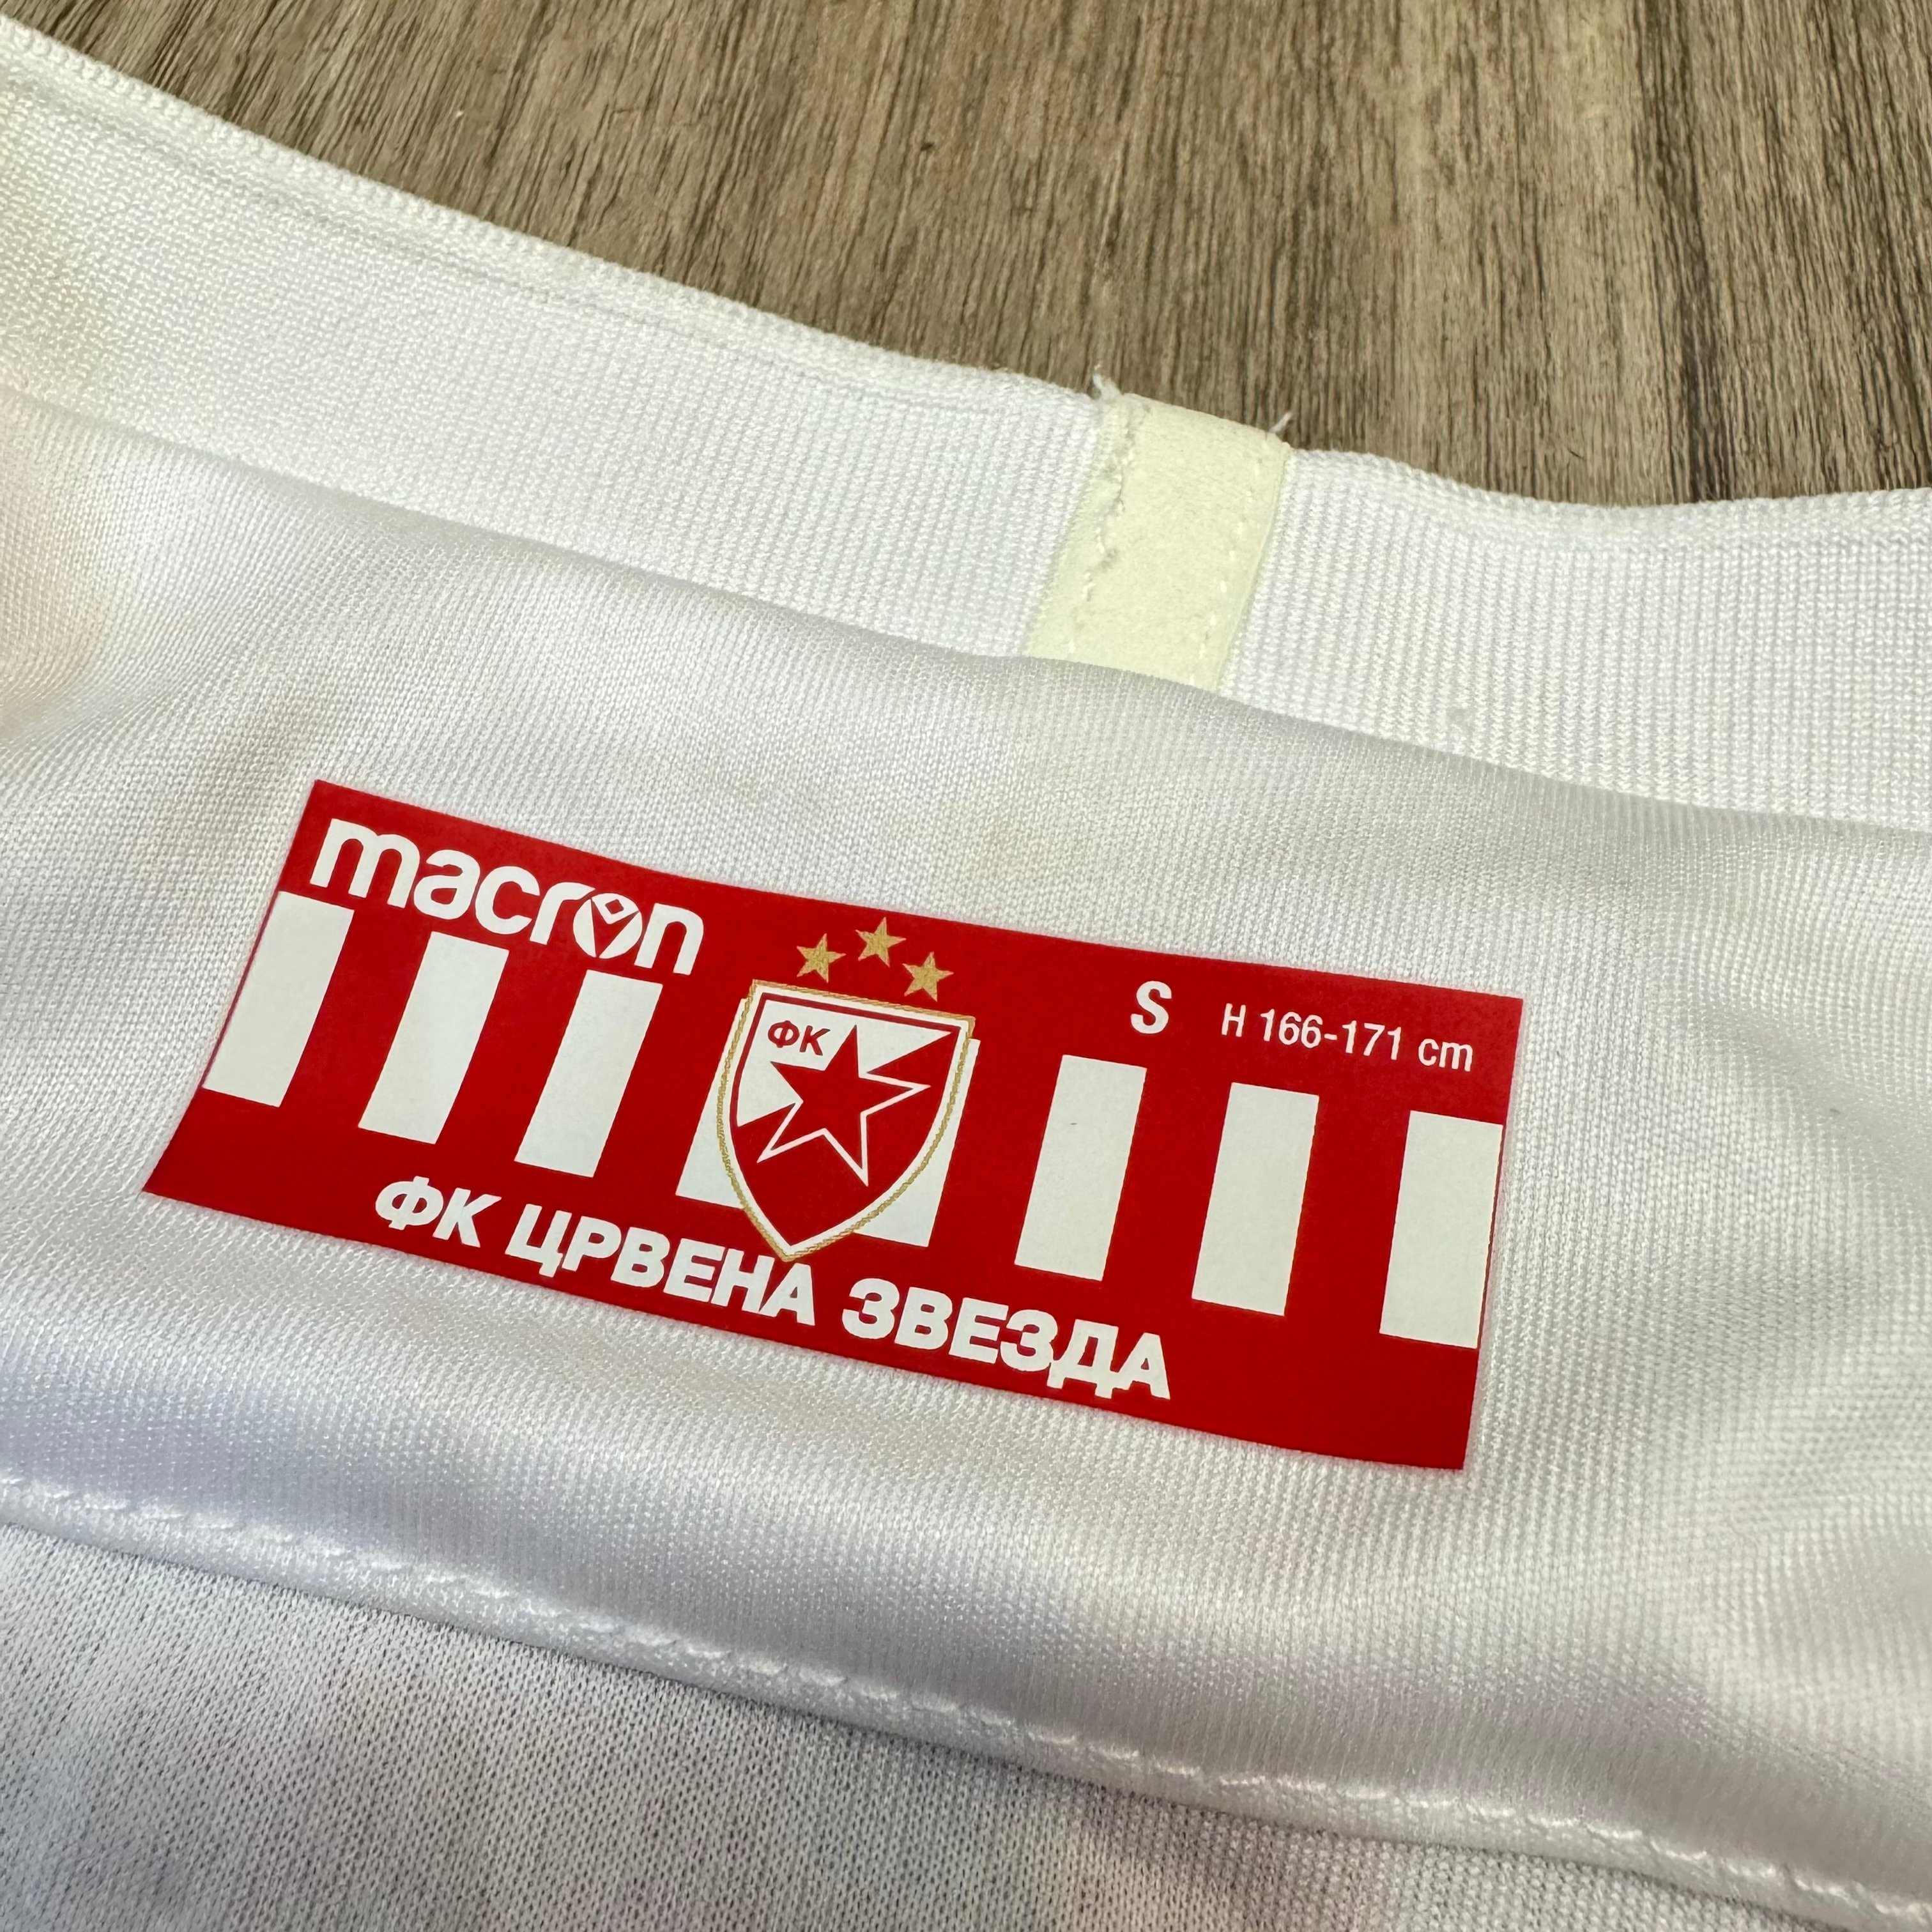 macron
S H 166-171 cm
ФК
ФК ЦРВЕНА ЗВЕЗДА